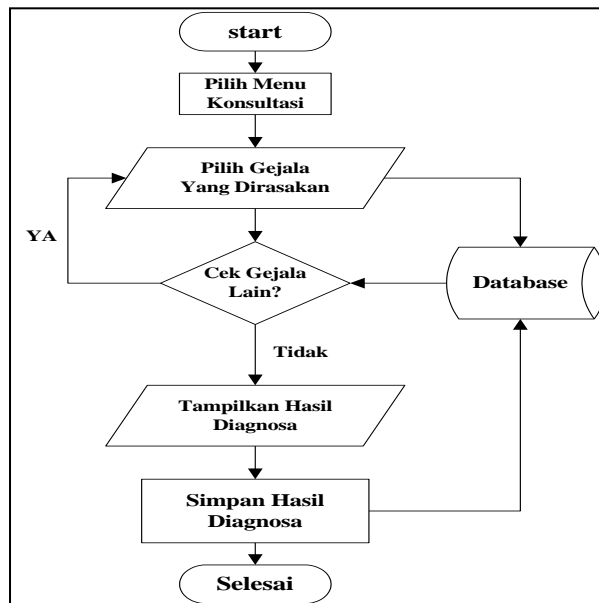 start
Pilih Menu
Konsultasi
Pilih Gejala
Yang Dirasakan
YA
Cek Gejala
Lain?
Database
Tidak
Tampilkan Hasil
Diagnosa
Simpan Hasil
Diagnosa
Selesai